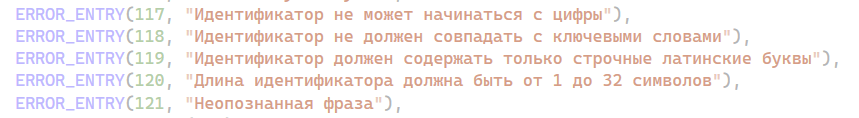 ERROR_ENTRY(117, "Идентификатор не может начинаться с цифры"),
ERROR_ENTRY(118, "Идентификатор не должен совпадать с ключевыми словами"),
ERROR_ENTRY(119, "Идентификатор должен содержать только строчные латинские буквы"),
ERROR_ENTRY(120, "Длина идентификатора должна быть от 1 до 32 символов"),
ERROR_ENTRY(121, "Неопознанная фраза"),